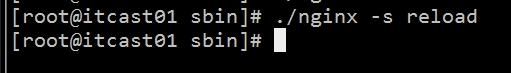 [root@itcast01 sbin]# ./nginx -s reload
[root@itcast01 sbin]#